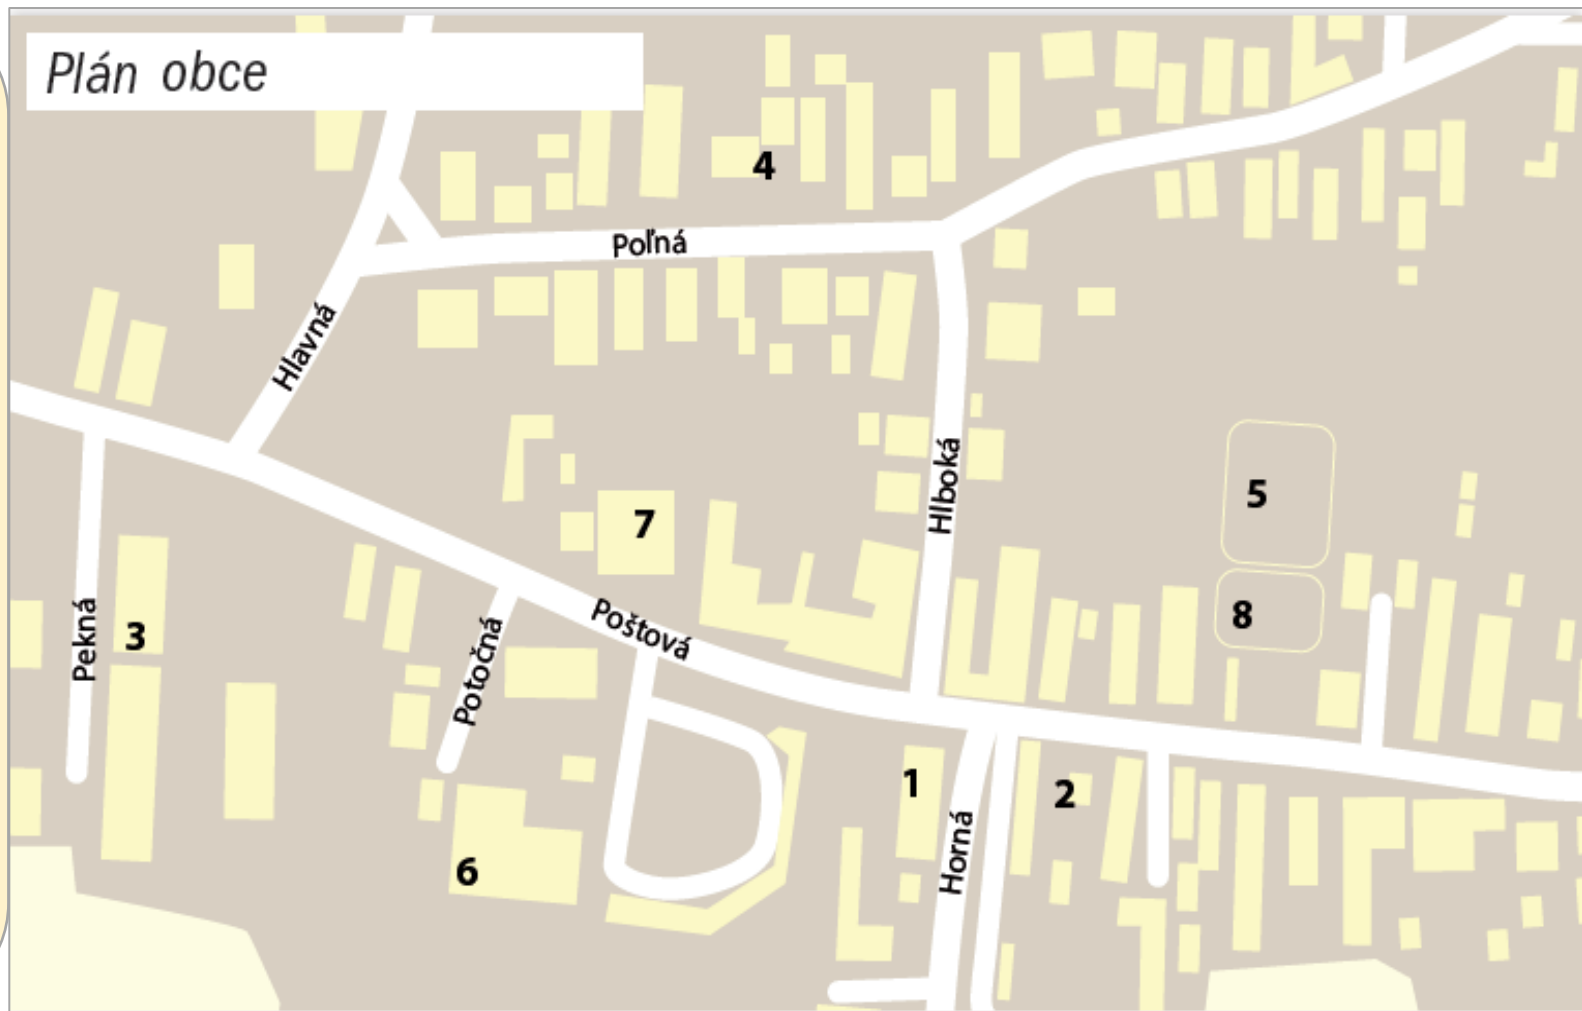 Plán obce
4
Poľná
Hlavná
Hlboká
5
7
8
Pekná
3
Potočná
Poštová
1
2
Horná
6